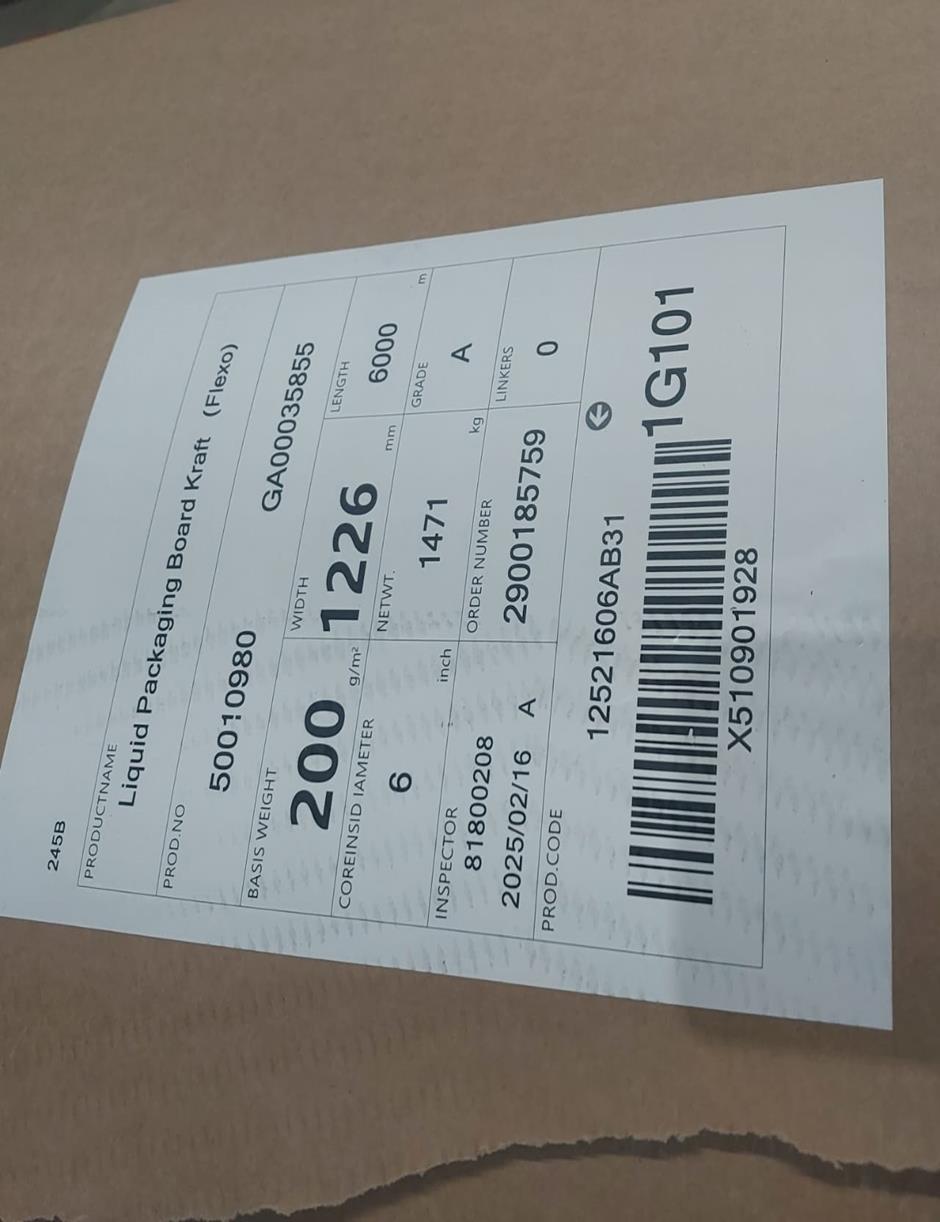 245B
PRODUCTNAME
Liquid Packaging Board Kraft (Flexo)
PROD.NO
50010980 GA00035855
BASIS WEIGHT WIDTH LENGTH
200 g/m² 1226 mm 6000 m
COREINSID IAMETER NETWT. GRADE
6 inch 1471 kg A
INSPECTOR ORDER NUMBER LINKERS
81800208 2900185759 0
2025/02/16 A
PROD.CODE
12521606AB31
1G101
X510901928